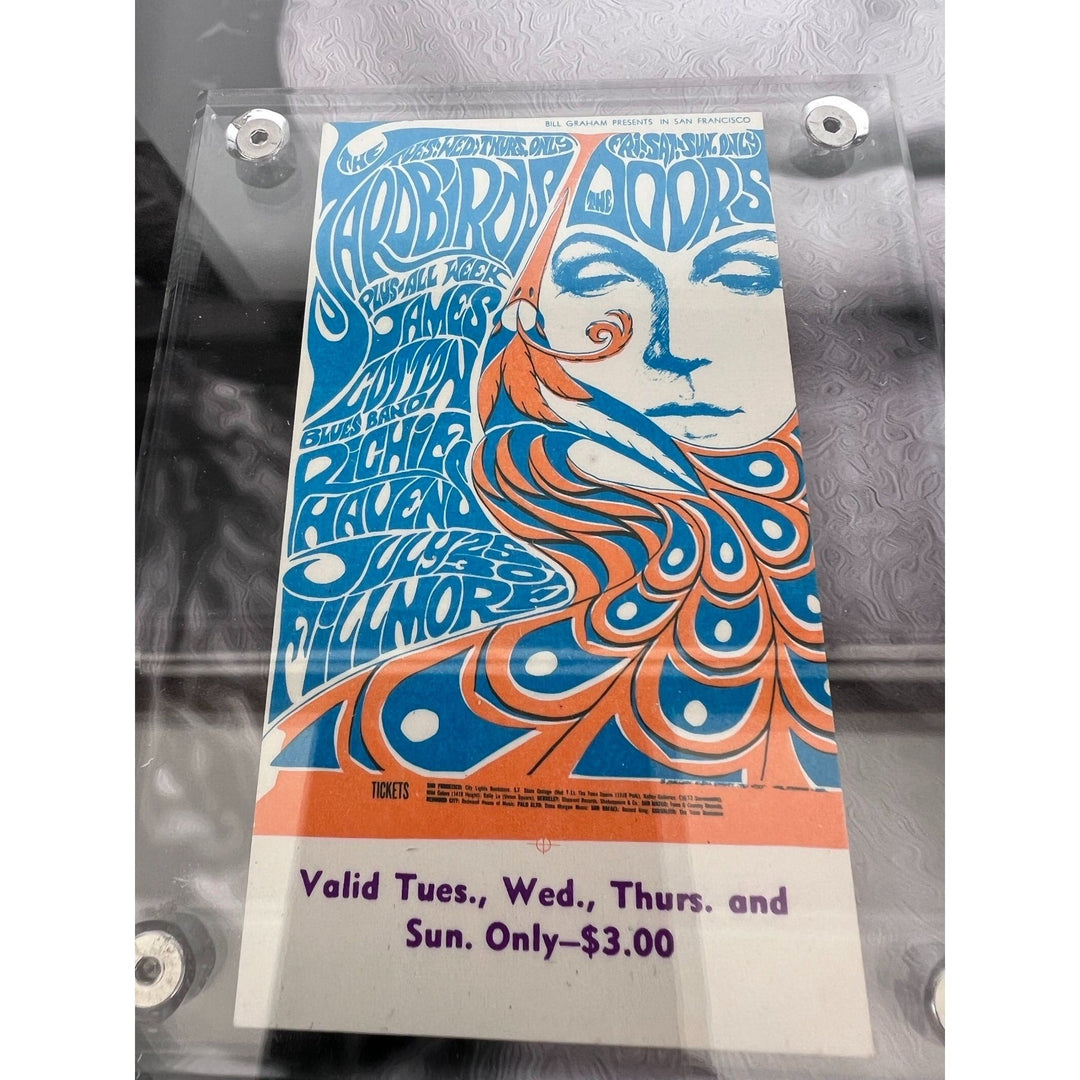 BILL GRAHAM PRESENTS IN SAN FRANCISCO
TUES·WED·THURS·ONLY
THE YARDBIRDS
FRI·SAT·SUN·ONLY
THE DOORS
PLUS-ALL WEEK
JAMES
COTTON
BLUES BAND
RICHIE
HAVENS
JULY 25
30
FILLMORE
TICKETS
Valid Tues., Wed., Thurs. and
Sun. Only—$3.00